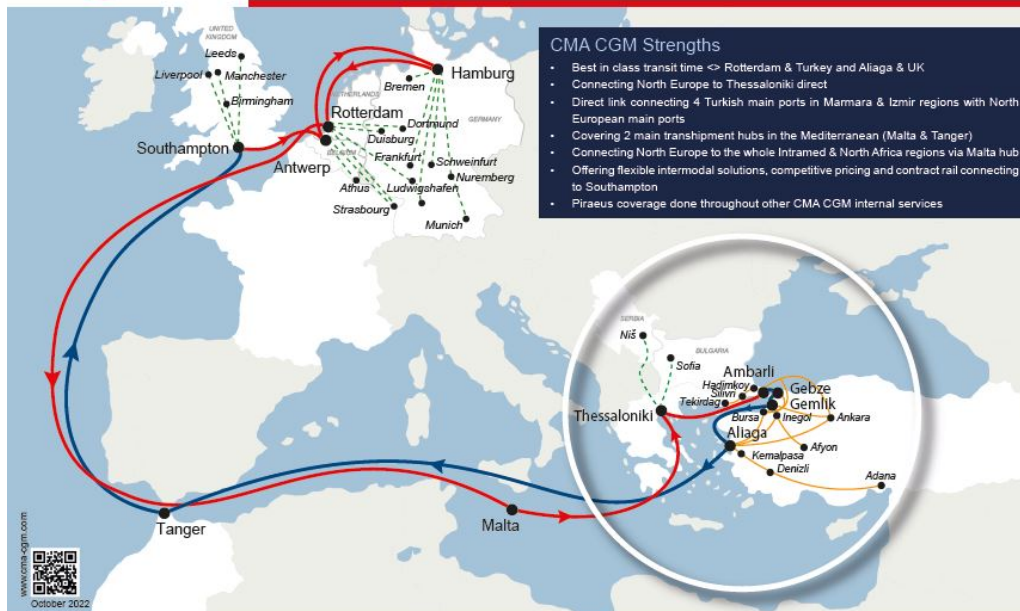 CMA CGM Strengths
• Best in class transit time <> Rotterdam & Turkey and Aliaga & UK
• Connecting North Europe to Thessaloniki direct
• Direct link connecting 4 Turkish main ports in Marmara & Izmir regions with North
European main ports
• Covering 2 main transhipment hubs in the Mediterranean (Malta & Tanger)
• Connecting North Europe to the whole Intramed & North Africa regions via Malta hub
• Offering flexible intermodal solutions, competitive pricing and contract rail connecting
to Southampton
• Piraeus coverage done throughout other CMA CGM internal services
UNITED
KINGDOM
Leeds
Liverpool
Manchester
Birmingham
Southampton
Hamburg
Bremen
NETHERLANDS
Rotterdam
Dortmund
GERMANY
Duisburg
Antwerp
BELGIUM
Frankfurt
Schweinfurt
Athus
Ludwigshafen
Nuremberg
Strasbourg
Munich
SERBIA
Niš
BULGARIA
Sofia
Ambarli
Hadimkoy
Silivri
Tekirdag
Gebze
Gemlik
Thessaloniki
Bursa
Inegol
Ankara
Aliaga
Kemalpasa
Afyon
Denizli
Adana
Malta
Tanger
www.cma-cgm.com
October 2022